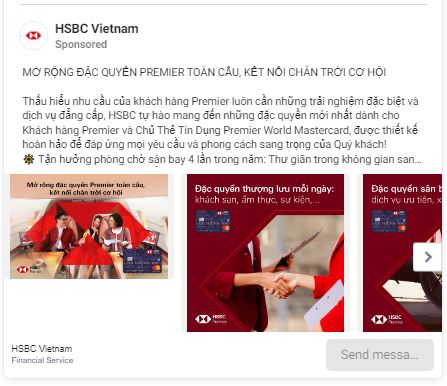 HSBC Vietnam
Sponsored
MỞ RỘNG ĐẶC QUYỀN PREMIER TOÀN CẦU, KẾT NỐI CHÂN TRỜI CƠ HỘI
Thấu hiểu nhu cầu của khách hàng Premier luôn cần những trải nghiệm đặc biệt và
dịch vụ đẳng cấp, HSBC tự hào mang đến những đặc quyền mới nhất dành cho
Khách hàng Premier và Chủ Thẻ Tín Dụng Premier World Mastercard, được thiết kế
hoàn hảo để đáp ứng mọi yêu cầu và phong cách sang trọng của Quý khách!
Tận hưởng phòng chờ sân bay 4 lần trong năm: Thư giãn trong không gian san...
Mở rộng đặc quyền Premier toàn cầu,
kết nối chân trời cơ hội
HSBC
Premier
Đặc quyền thượng lưu mỗi ngày:
khách sạn, ẩm thực, sự kiện,...
HSBC
Premier
Đặc quyền sân b
dịch vụ ưu tiên, x
HSBC
Premier
HSBC Vietnam
Financial Service
Send messa...